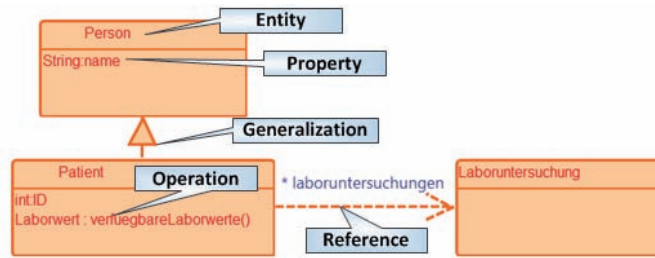 Person
Entity
String:name
Property
Generalization
Patient
Operation
* laboruntersuchungen
Laboruntersuchung
int:ID
Laborwert : verfuegbareLaborwerte()
Reference